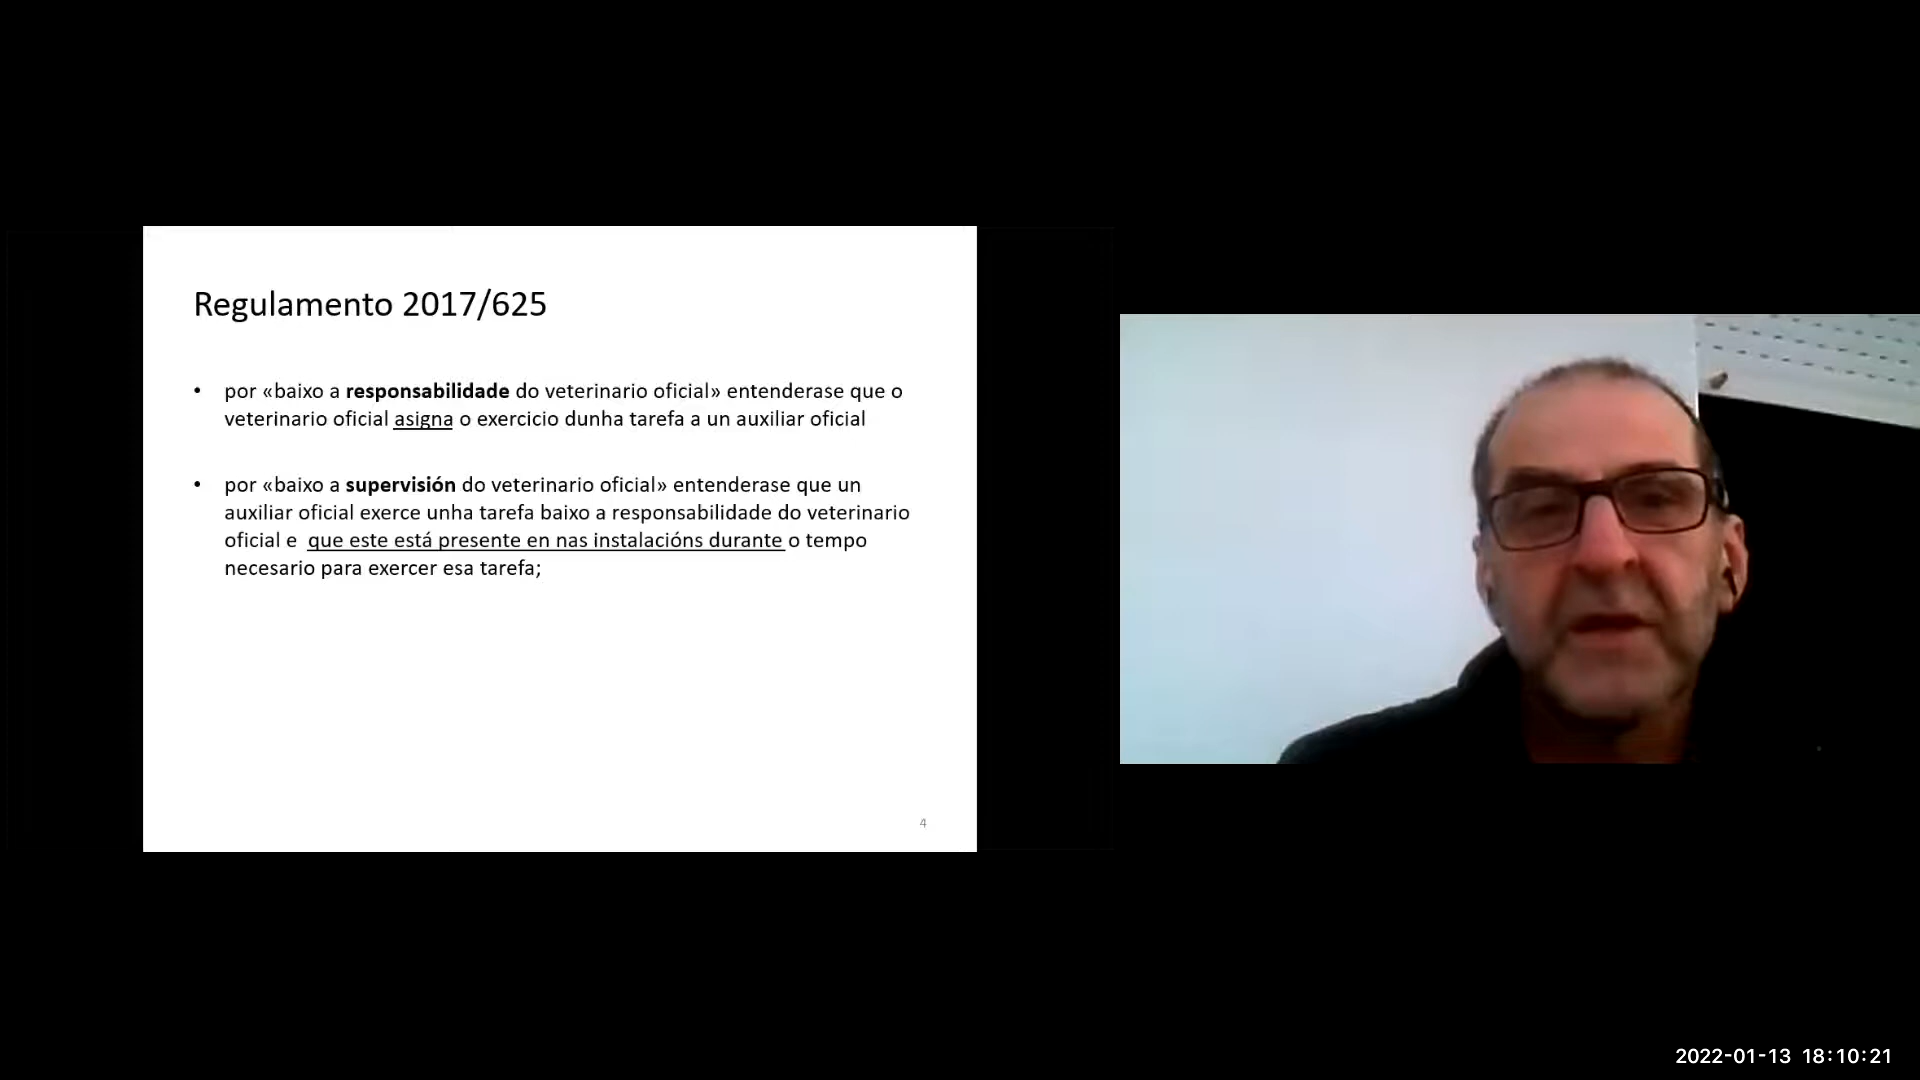 Regulamento 2017/625
• por «baixo a responsabilidade do veterinario oficial» entenderase que o
veterinario oficial asigna o exercicio dunha tarefa a un auxiliar oficial
• por «baixo a supervisión do veterinario oficial» entenderase que un
auxiliar oficial exerce unha tarefa baixo a responsabilidade do veterinario
oficial e que este está presente en nas instalacións durante o tempo
necesario para exercer esa tarefa;
4
2022-01-13 18:10:21